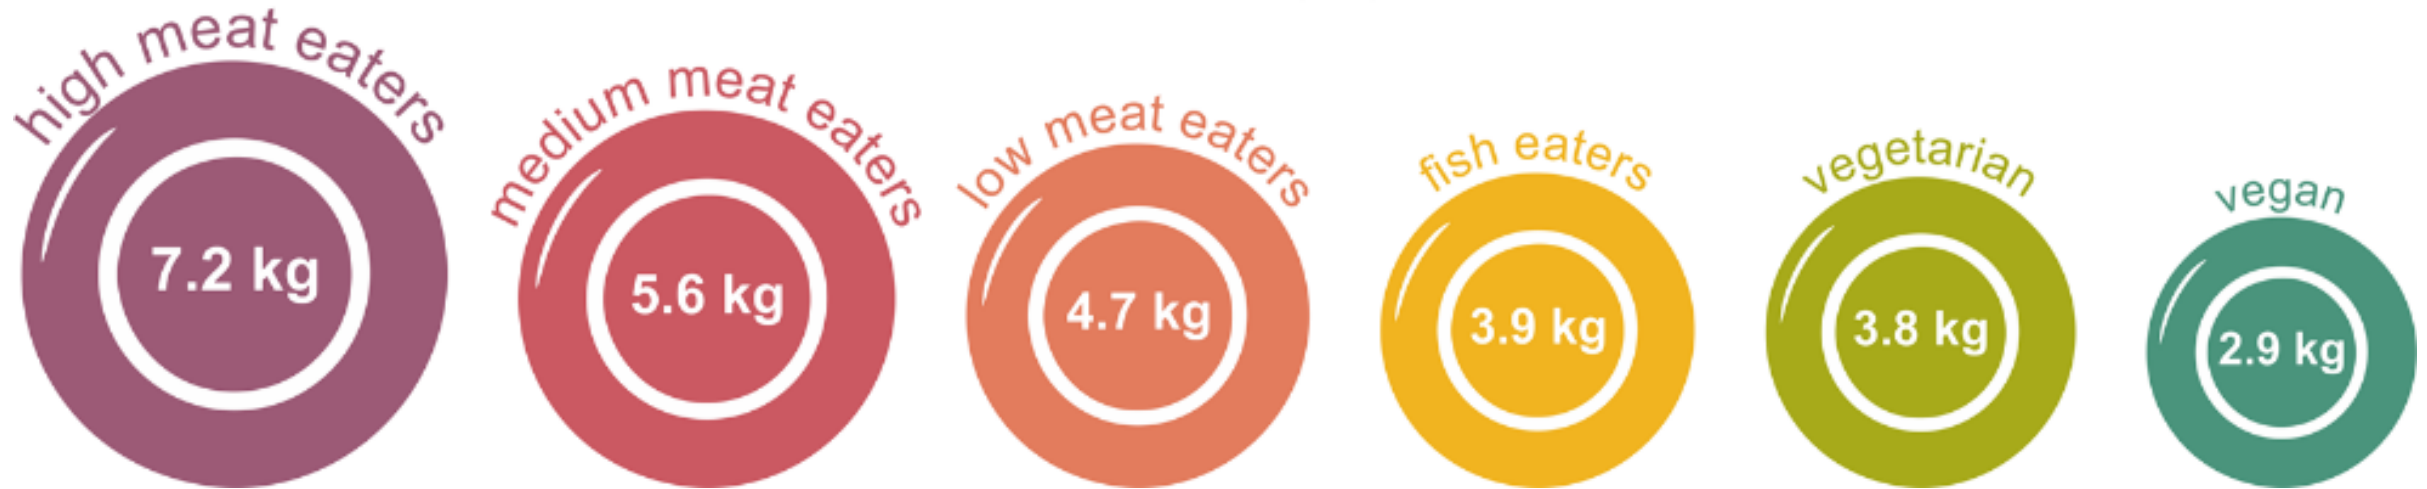 high meat eaters
7.2 kg
medium meat eaters
5.6 kg
low meat eaters
4.7 kg
fish eaters
3.9 kg
vegetarian
3.8 kg
vegan
2.9 kg